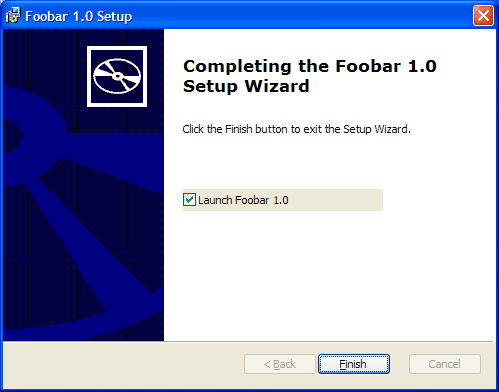 Foobar 1.0 Setup
Completing the Foobar 1.0
Setup Wizard
Click the Finish button to exit the Setup Wizard.
Launch Foobar 1.0
< Back
Finish
Cancel